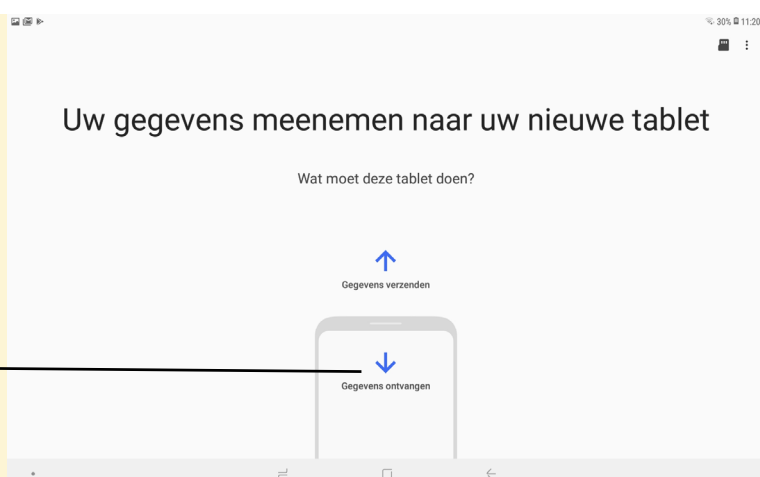 30% 11:20
Uw gegevens meenemen naar uw nieuwe tablet
Wat moet deze tablet doen?
Gegevens verzenden
Gegevens ontvangen